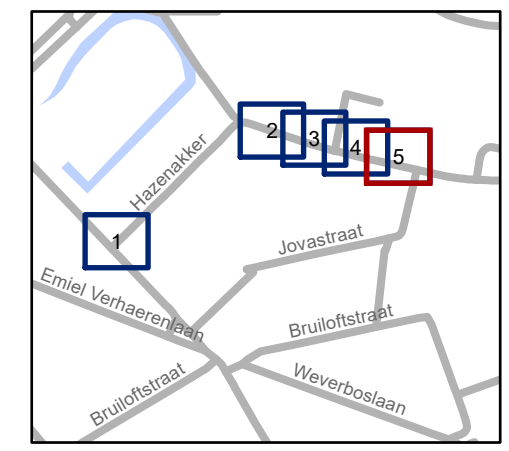 2
3
4
5
Hazenakker
1
Jovastraat
Emiel Verhaerenlaan
Bruiloftstraat
Bruiloftstraat
Weverboslaan